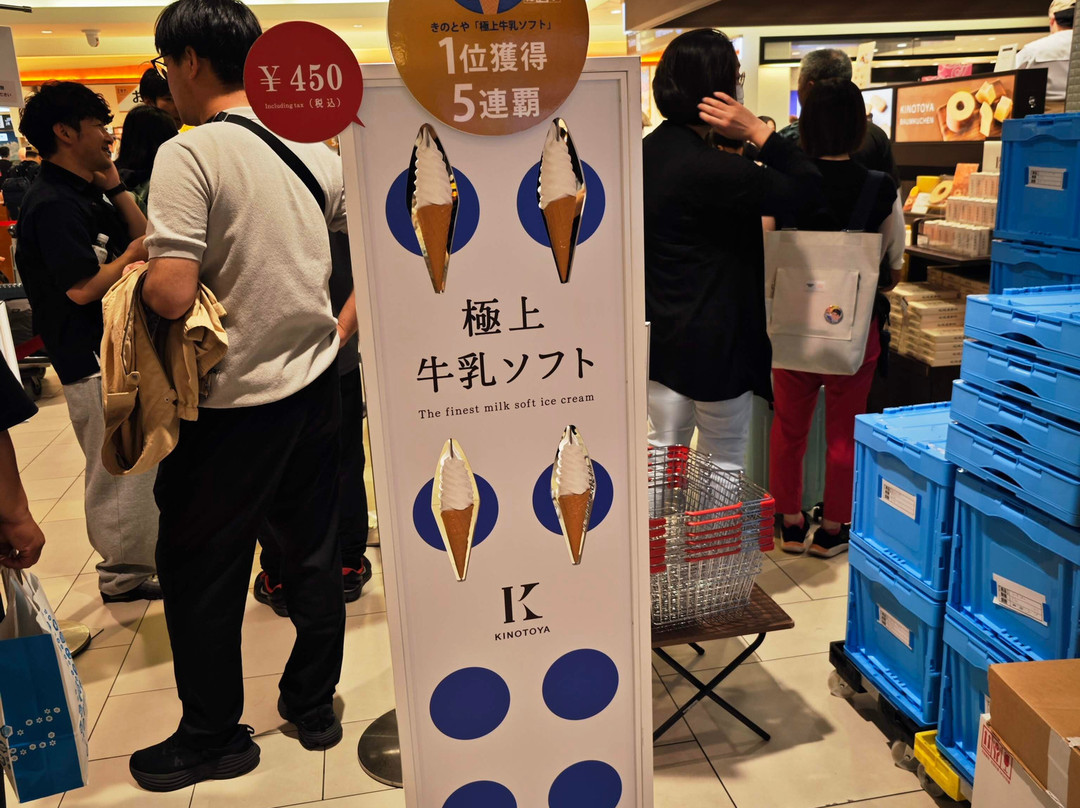 きのとや「極上牛乳ソフト」
1位獲得
5連覇
¥450
Including tax (税込)
極上
牛乳ソフト
The finest milk soft ice cream
K
KINOTOYA
KINOTOYA
BAUMKUCHEN